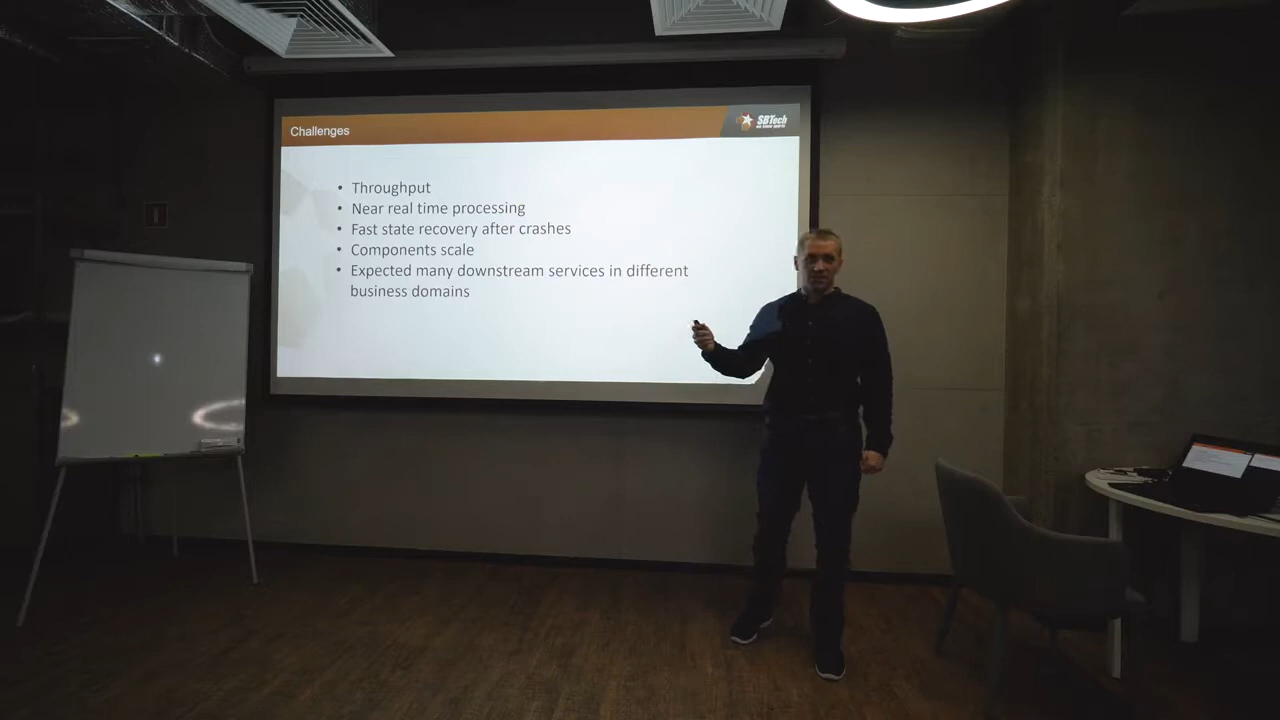 Challenges
SBTech
• Throughput
• Near real time processing
• Fast state recovery after crashes
• Components scale
• Expected many downstream services in different
business domains